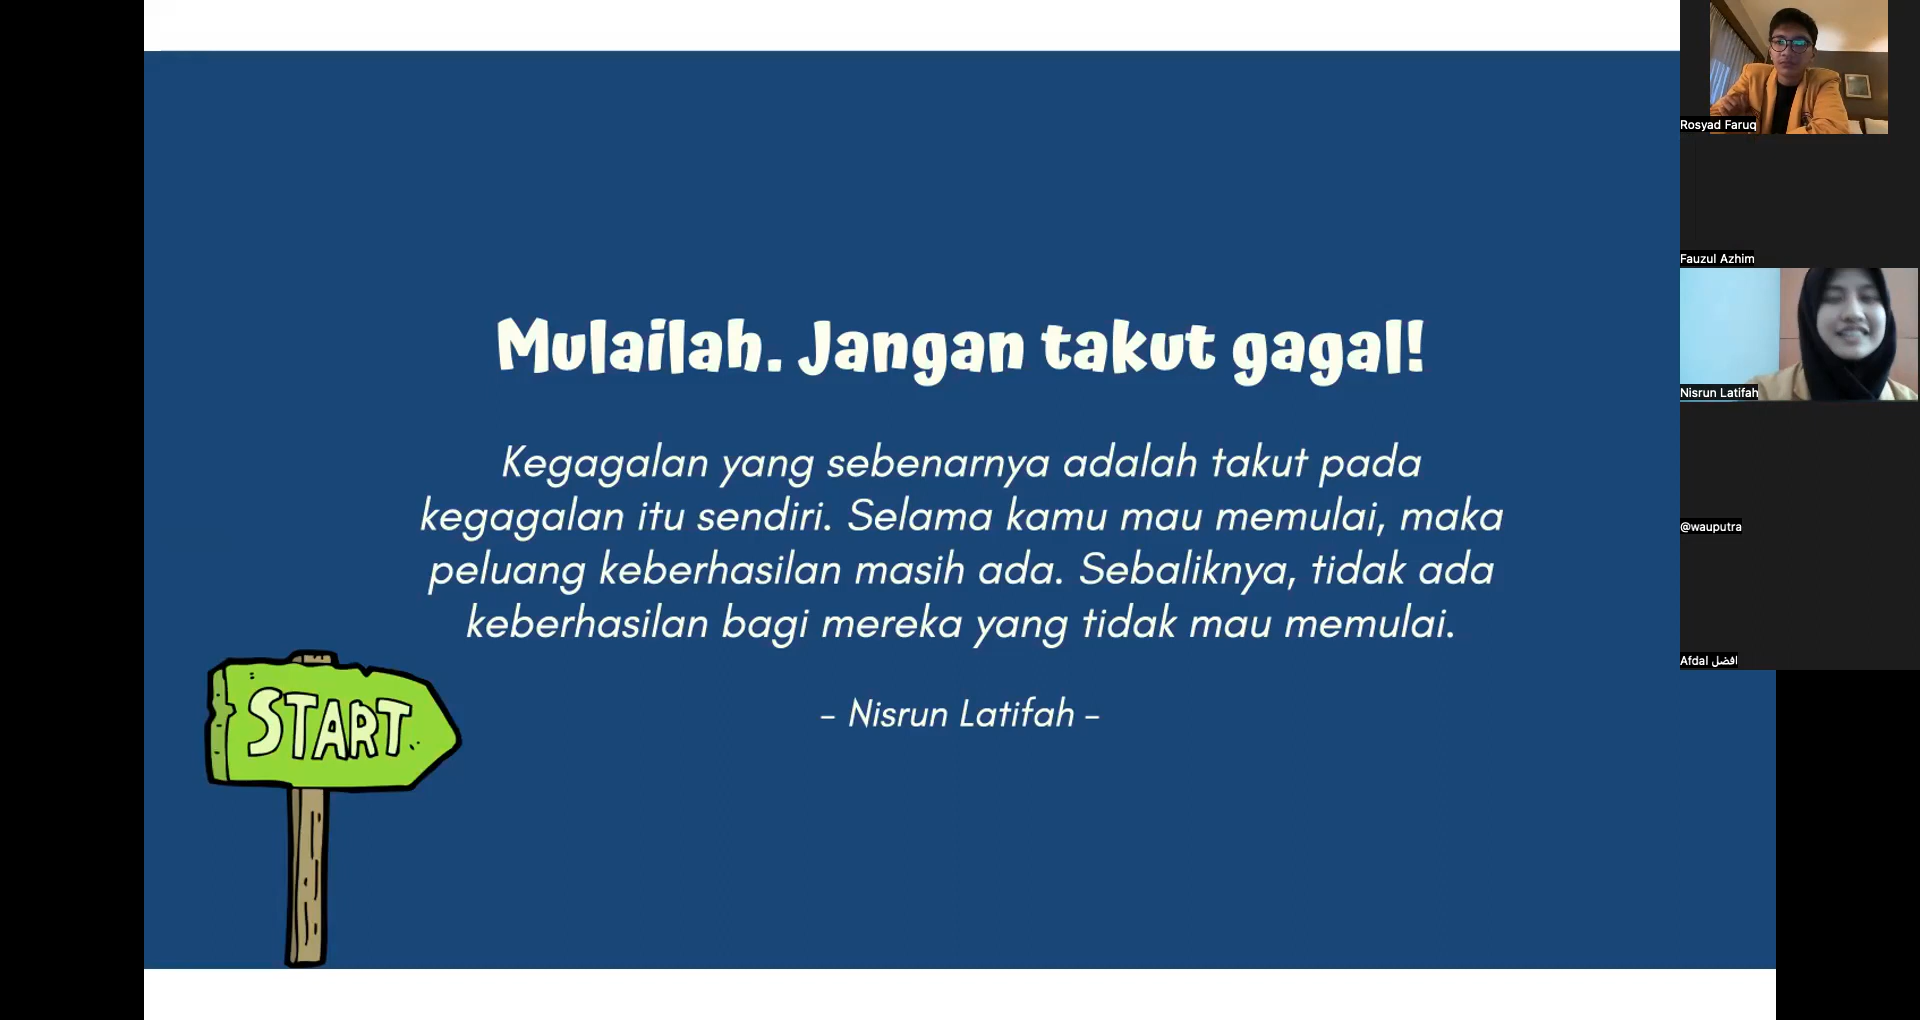 Mulailah. Jangan takut gagal!
Kegagalan yang sebenarnya adalah takut pada
kegagalan itu sendiri. Selama kamu mau memulai, maka
peluang keberhasilan masih ada. Sebaliknya, tidak ada
keberhasilan bagi mereka yang tidak mau memulai.
- Nisrun Latifah -
START
Rosyad Faruq
Fauzul Azhim
Nisrun Latifah
@wauputra
Afdal افضل